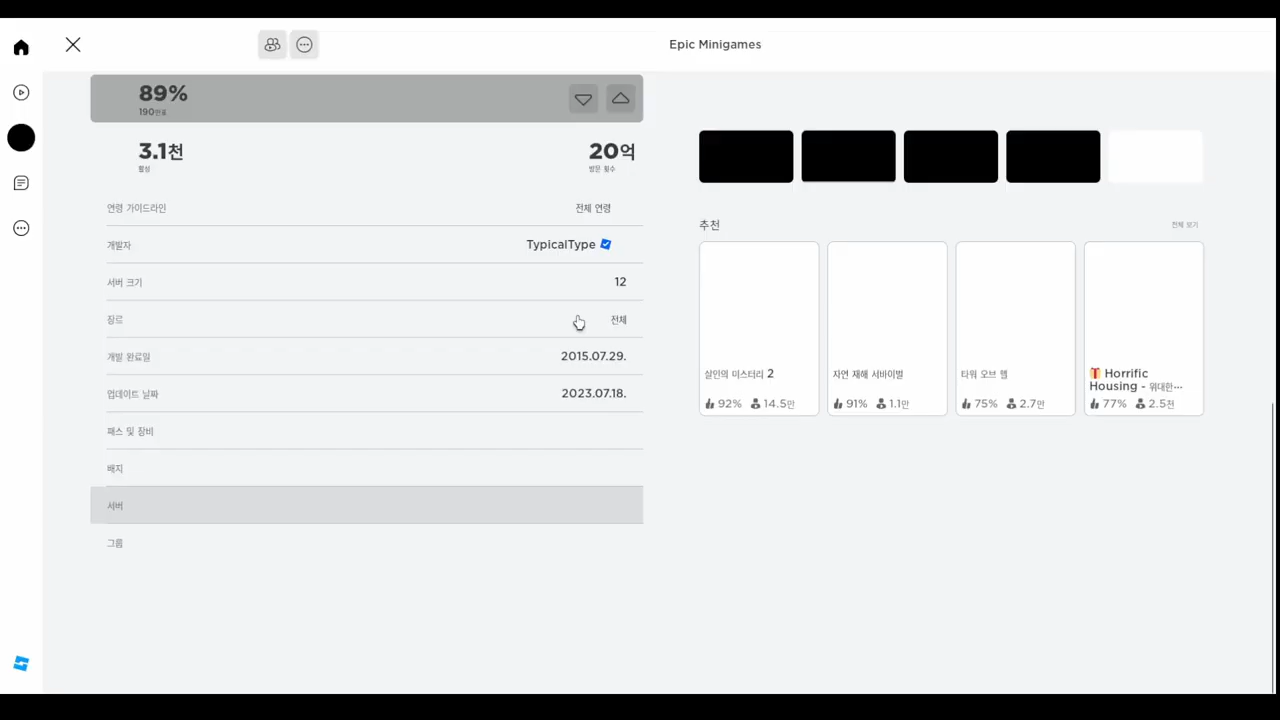 Epic Minigames
89%
190만표
3.1천
활성
20억
방문 횟수
연령 가이드라인
전체 연령
개발자
TypicalType
서버 크기
12
장르
전체
개발 완료일
2015.07.29.
업데이트 날짜
2023.07.18.
패스 및 장비
배지
서버
그룹
추천
전체 보기
살인의 미스터리 2
92% 14.5만
자연 재해 서바이벌
91% 1.1만
타워 오브 헬
75% 2.7만
Horrific
Housing - 위대한...
77% 2.5천